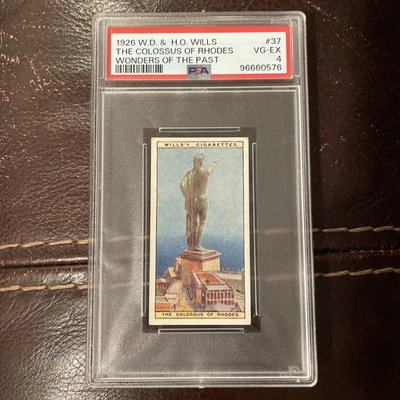 1926 W.D. & H.O. WILLS #37
THE COLOSSUS OF RHODES VG-EX
WONDERS OF THE PAST 4
PSA 96660576
WILLS'S CIGARETTES.
THE COLOSSUS OF RHODES.